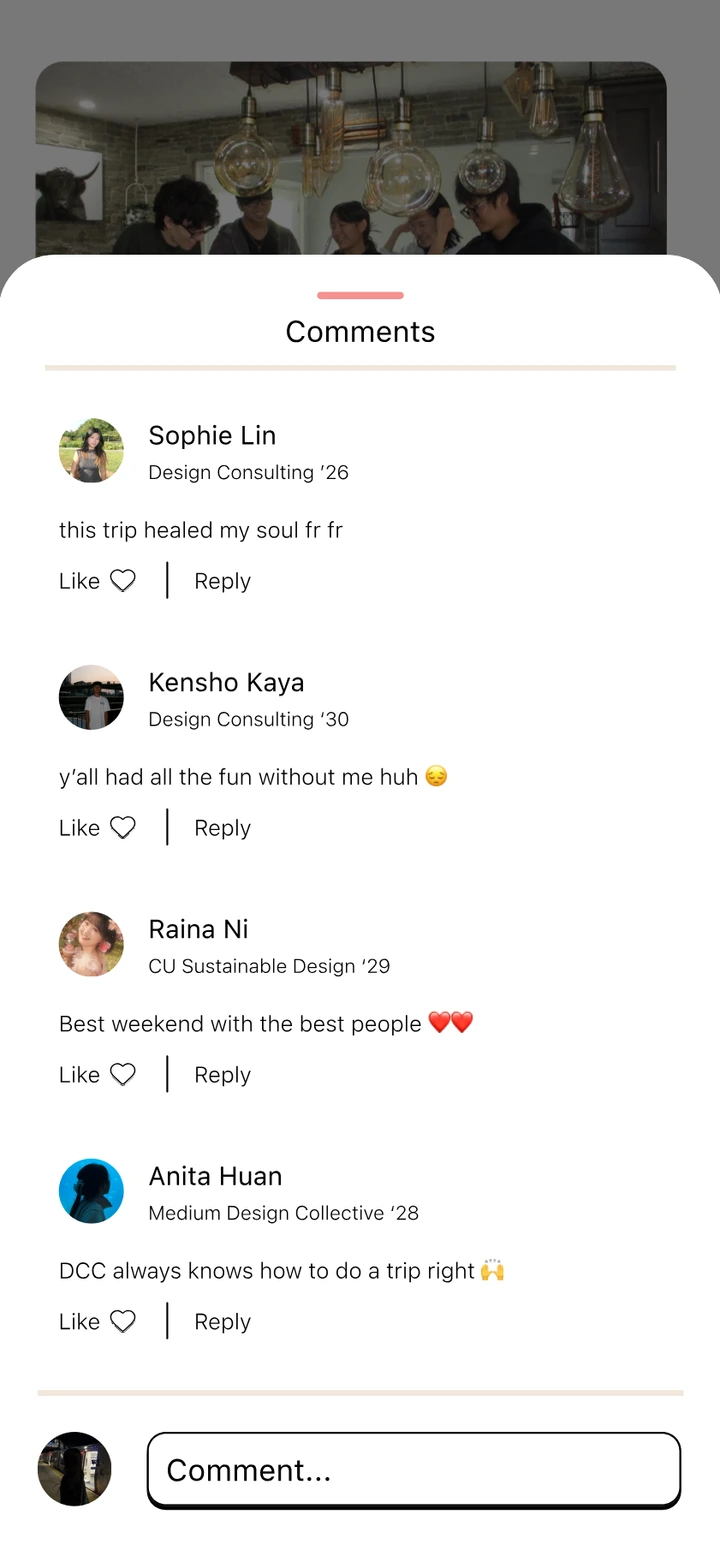 Comments
Sophie Lin
Design Consulting ‘26
this trip healed my soul fr fr
Like
Reply
Kensho Kaya
Design Consulting ‘30
y’all had all the fun without me huh 😔
Like
Reply
Raina Ni
CU Sustainable Design ‘29
Best weekend with the best people ❤️❤️
Like
Reply
Anita Huan
Medium Design Collective ‘28
DCC always knows how to do a trip right 🙌
Like
Reply
Comment...